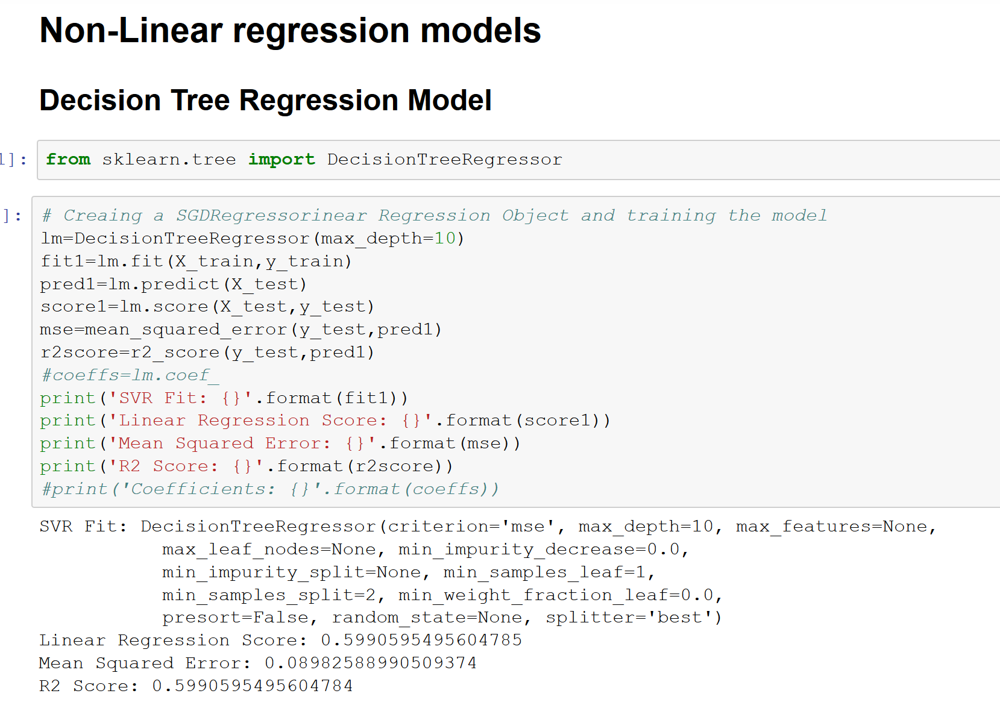 Non-Linear regression models
Decision Tree Regression Model
1]: from sklearn.tree import DecisionTreeRegressor
]: # Creaing a SGDRegressorinear Regression Object and training the model
lm=DecisionTreeRegressor(max_depth=10)
fit1=lm.fit(X_train,y_train)
pred1=lm.predict(X_test)
score1=lm.score(X_test,y_test)
mse=mean_squared_error(y_test,pred1)
r2score=r2_score(y_test,pred1)
#coeffs=lm.coef_
print('SVR Fit: {}'.format(fit1))
print('Linear Regression Score: {}'.format(score1))
print('Mean Squared Error: {}'.format(mse))
print('R2 Score: {}'.format(r2score))
#print('Coefficients: {}'.format(coeffs))
SVR Fit: DecisionTreeRegressor(criterion='mse', max_depth=10, max_features=None,
max_leaf_nodes=None, min_impurity_decrease=0.0,
min_impurity_split=None, min_samples_leaf=1,
min_samples_split=2, min_weight_fraction_leaf=0.0,
presort=False, random_state=None, splitter='best')
Linear Regression Score: 0.5990595495604785
Mean Squared Error: 0.08982588990509374
R2 Score: 0.5990595495604784